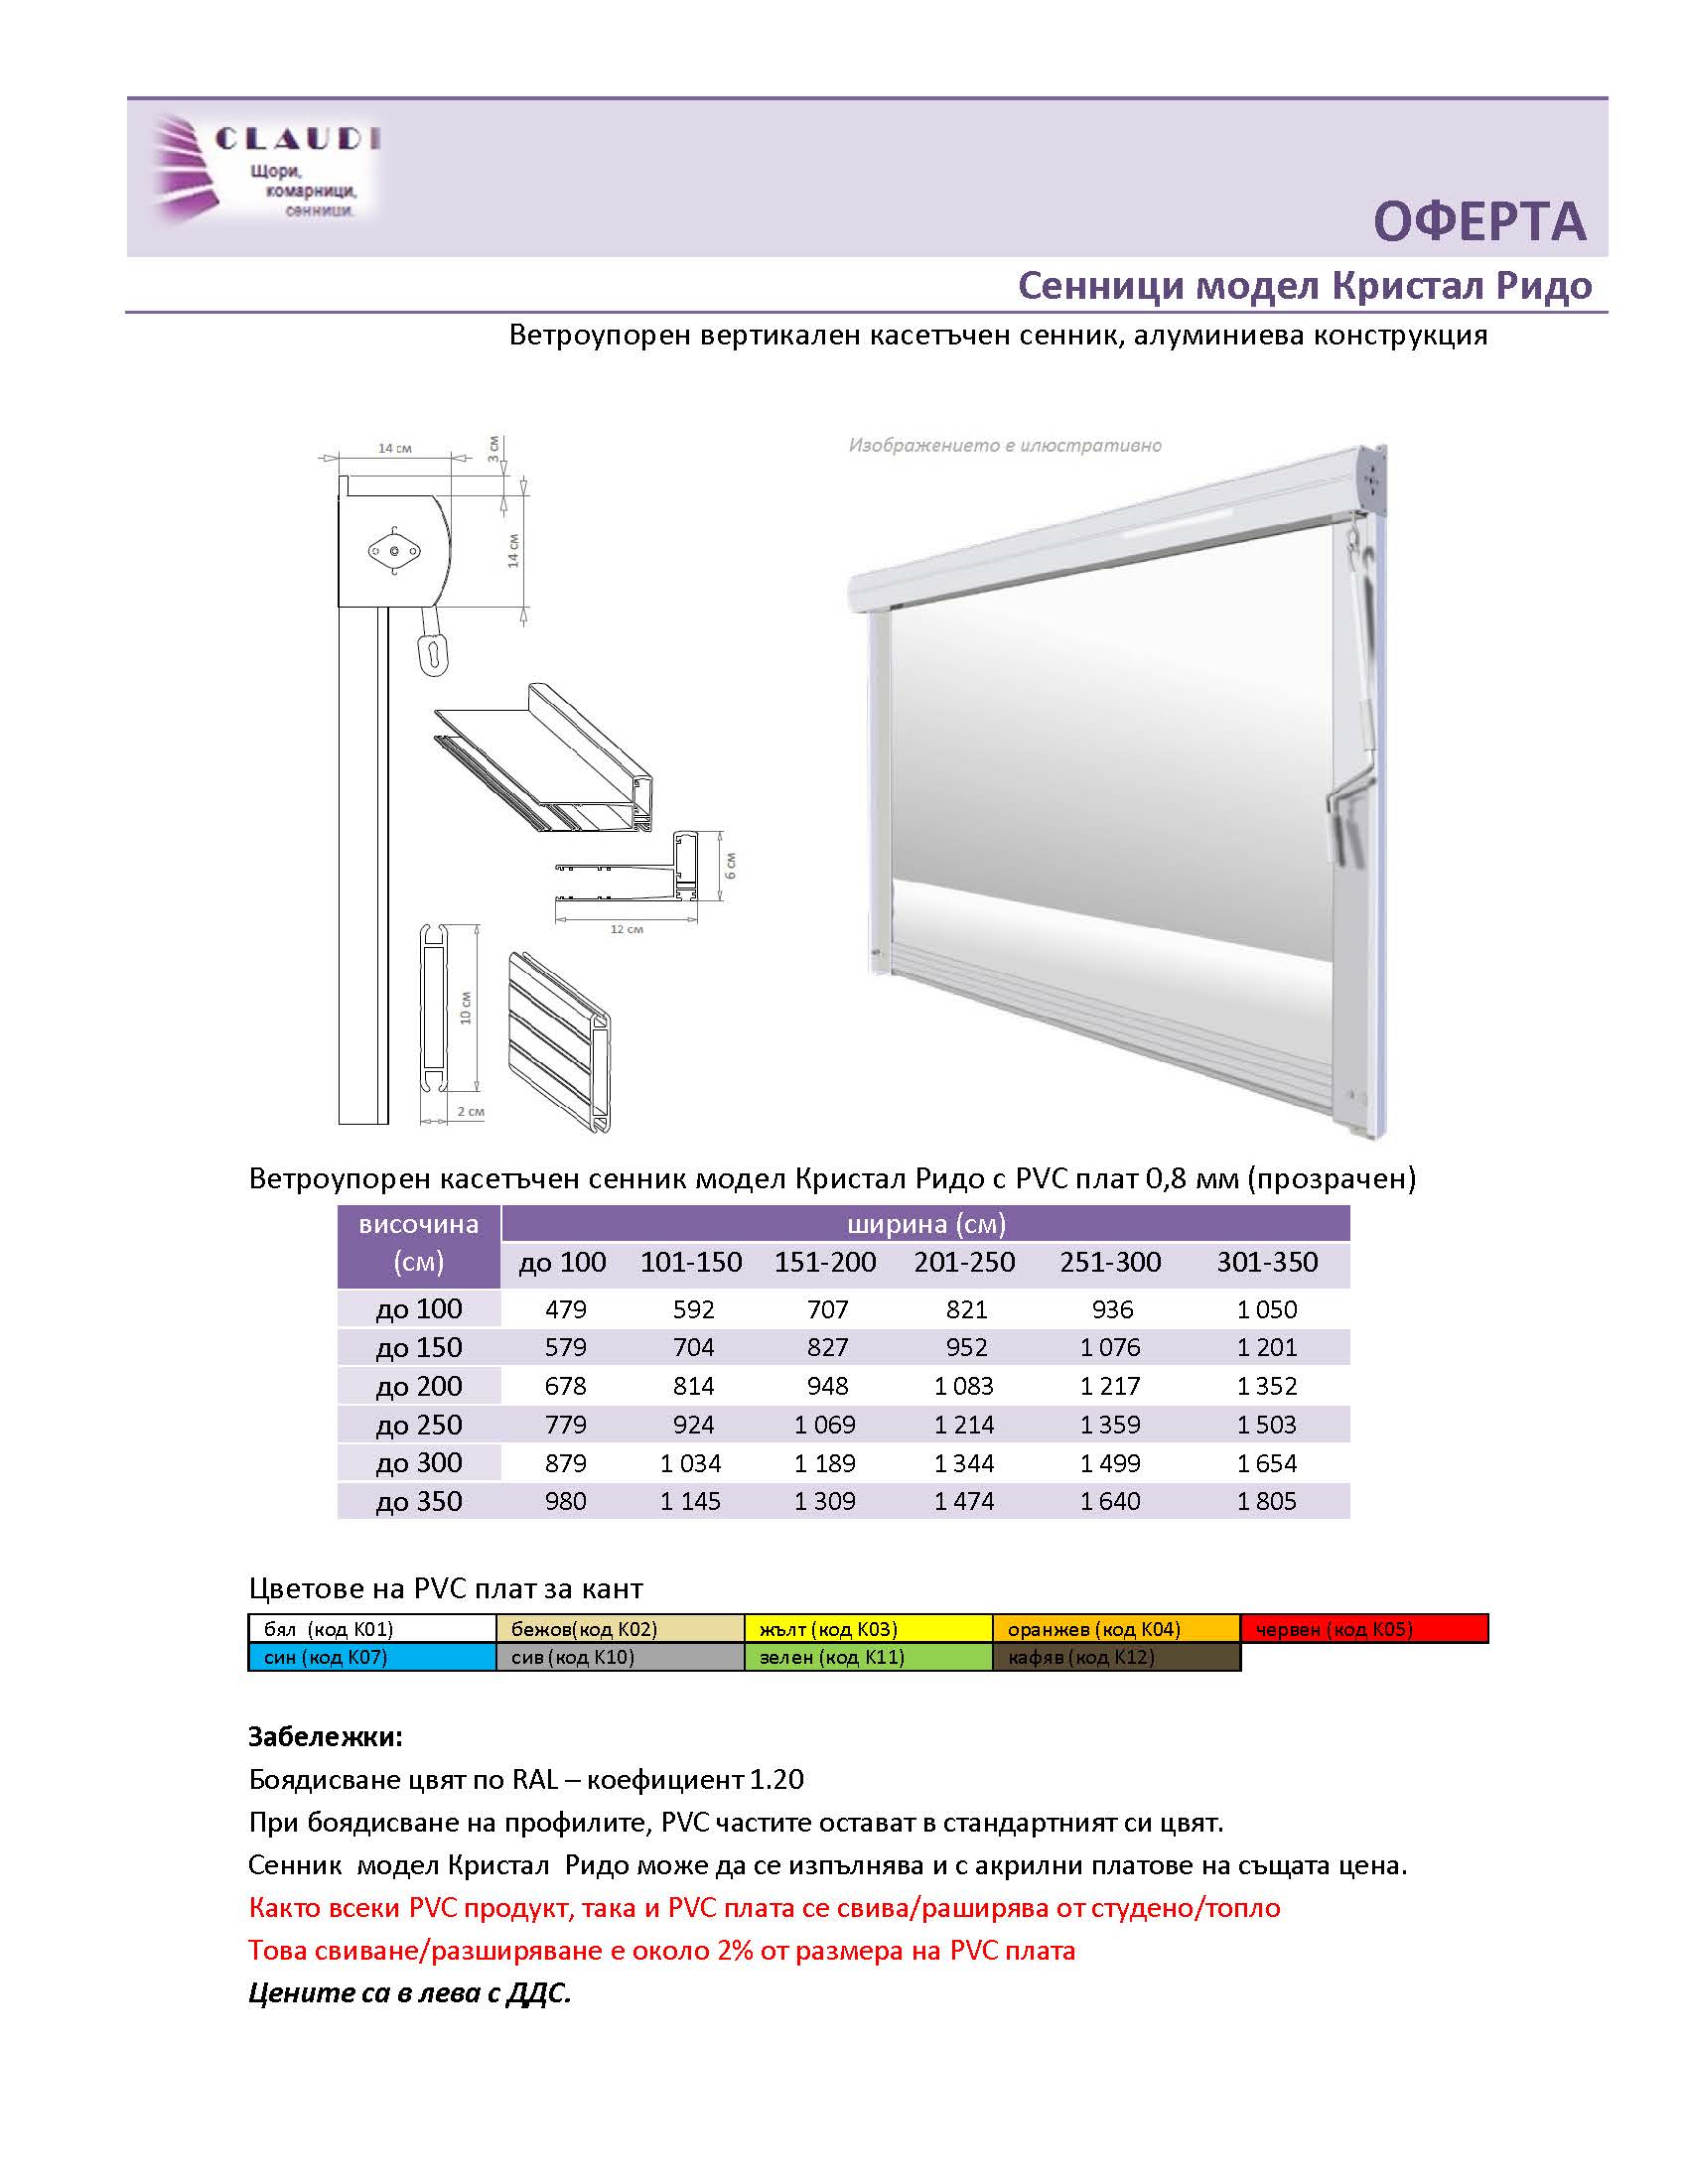 CLAUDI
Щори,
комарници,
сенници.
ОФЕРТА
Сенници модел Кристал Ридо
Ветроупорен вертикален касетъчен сенник, алуминиева конструкция
14 см
3 см
14 см
6 см
12 см
10 см
2 см
Изображението е илюстративно
Ветроупорен касетъчен сенник модел Кристал Ридо с PVC плат 0,8 мм (прозрачен)
височина (см) ширина (см)
до 100 101-150 151-200 201-250 251-300 301-350
до 100 479 592 707 821 936 1 050
до 150 579 704 827 952 1 076 1 201
до 200 678 814 948 1 083 1 217 1 352
до 250 779 924 1 069 1 214 1 359 1 503
до 300 879 1 034 1 189 1 344 1 499 1 654
до 350 980 1 145 1 309 1 474 1 640 1 805
Цветове на PVC плат за кант
бял (код К01) бежов(код К02) жълт (код К03) оранжев (код К04) червен (код К05)
син (код К07) сив (код К10) зелен (код К11) кафяв (код К12)
Забележки:
Боядисване цвят по RAL – коефициент 1.20
При боядисване на профилите, PVC частите остават в стандартният си цвят.
Сенник модел Кристал Ридо може да се изпълнява и с акрилни платове на същата цена.
Както всеки PVC продукт, така и PVC плата се свива/раширява от студено/топло
Това свиване/разширяване е около 2% от размера на PVC плата
Цените са в лева с ДДС.